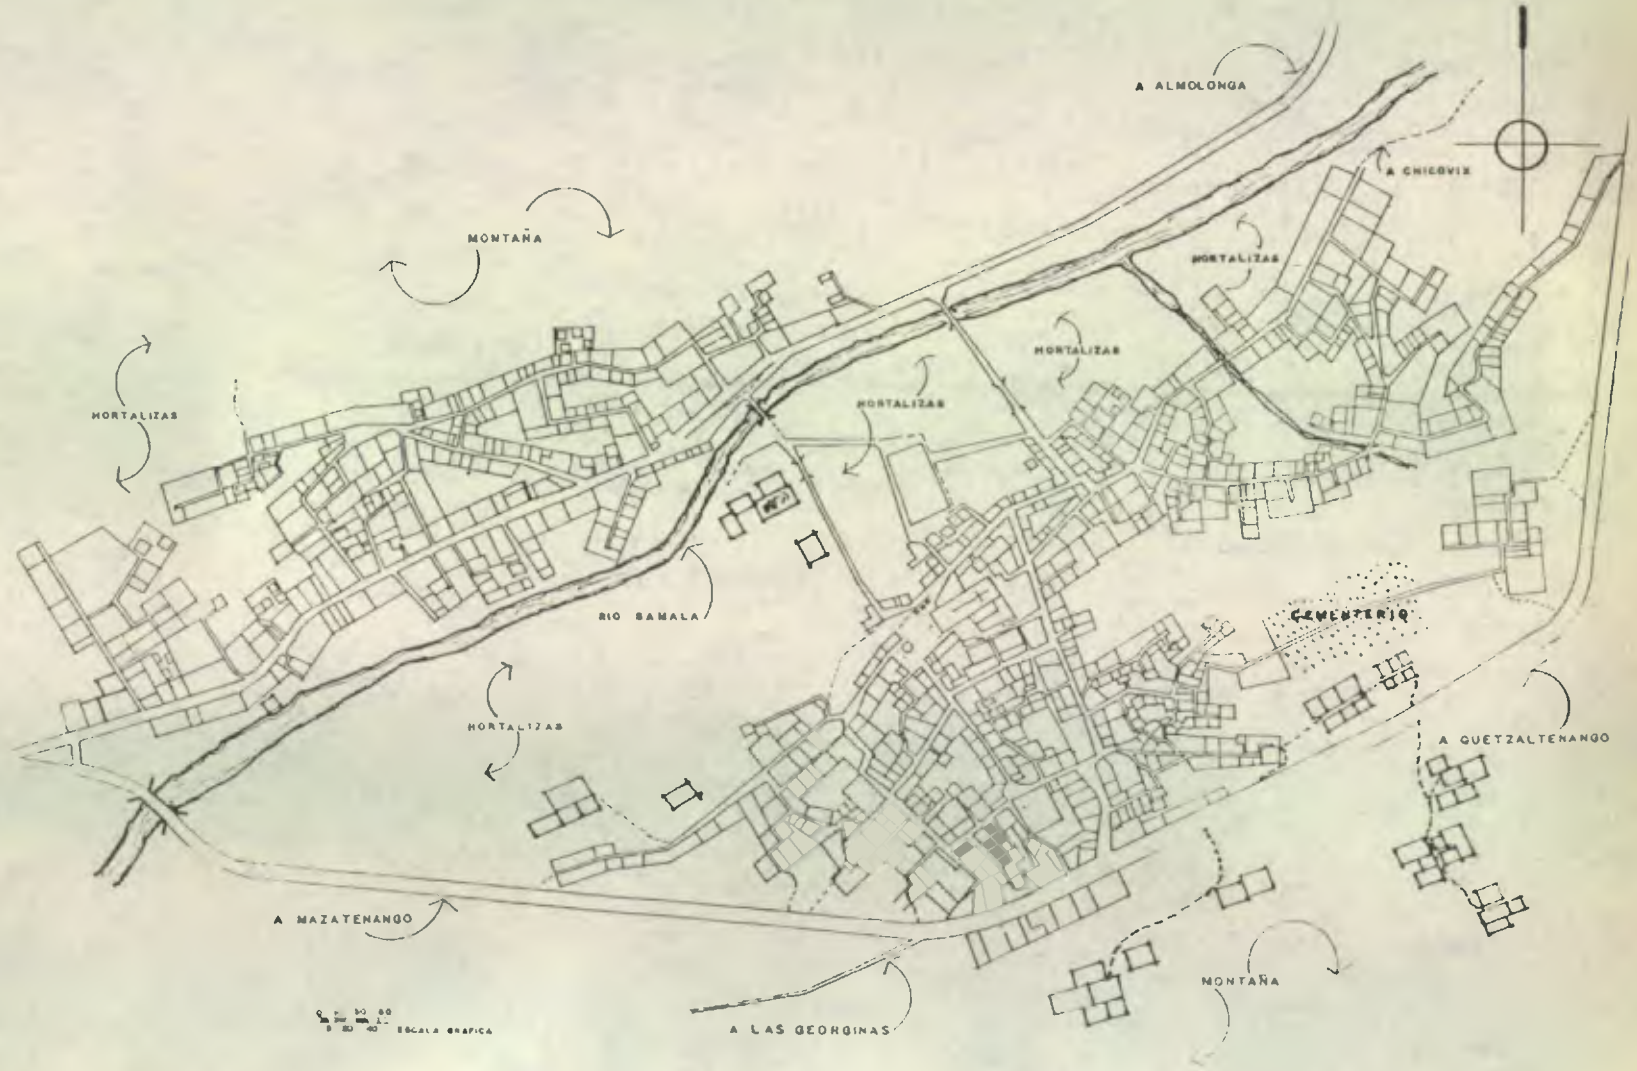 A ALMOLONGA
A CHICOVIX
MONTAÑA
HORTALIZAS
HORTALIZAS
HORTALIZAS
HORTALIZAS
RIO SAMALA
CEMENTERIO
HORTALIZAS
A QUETZALTENANGO
A MAZATENANGO
MONTAÑA
A LAS GEORGINAS
ESCALA GRAFICA